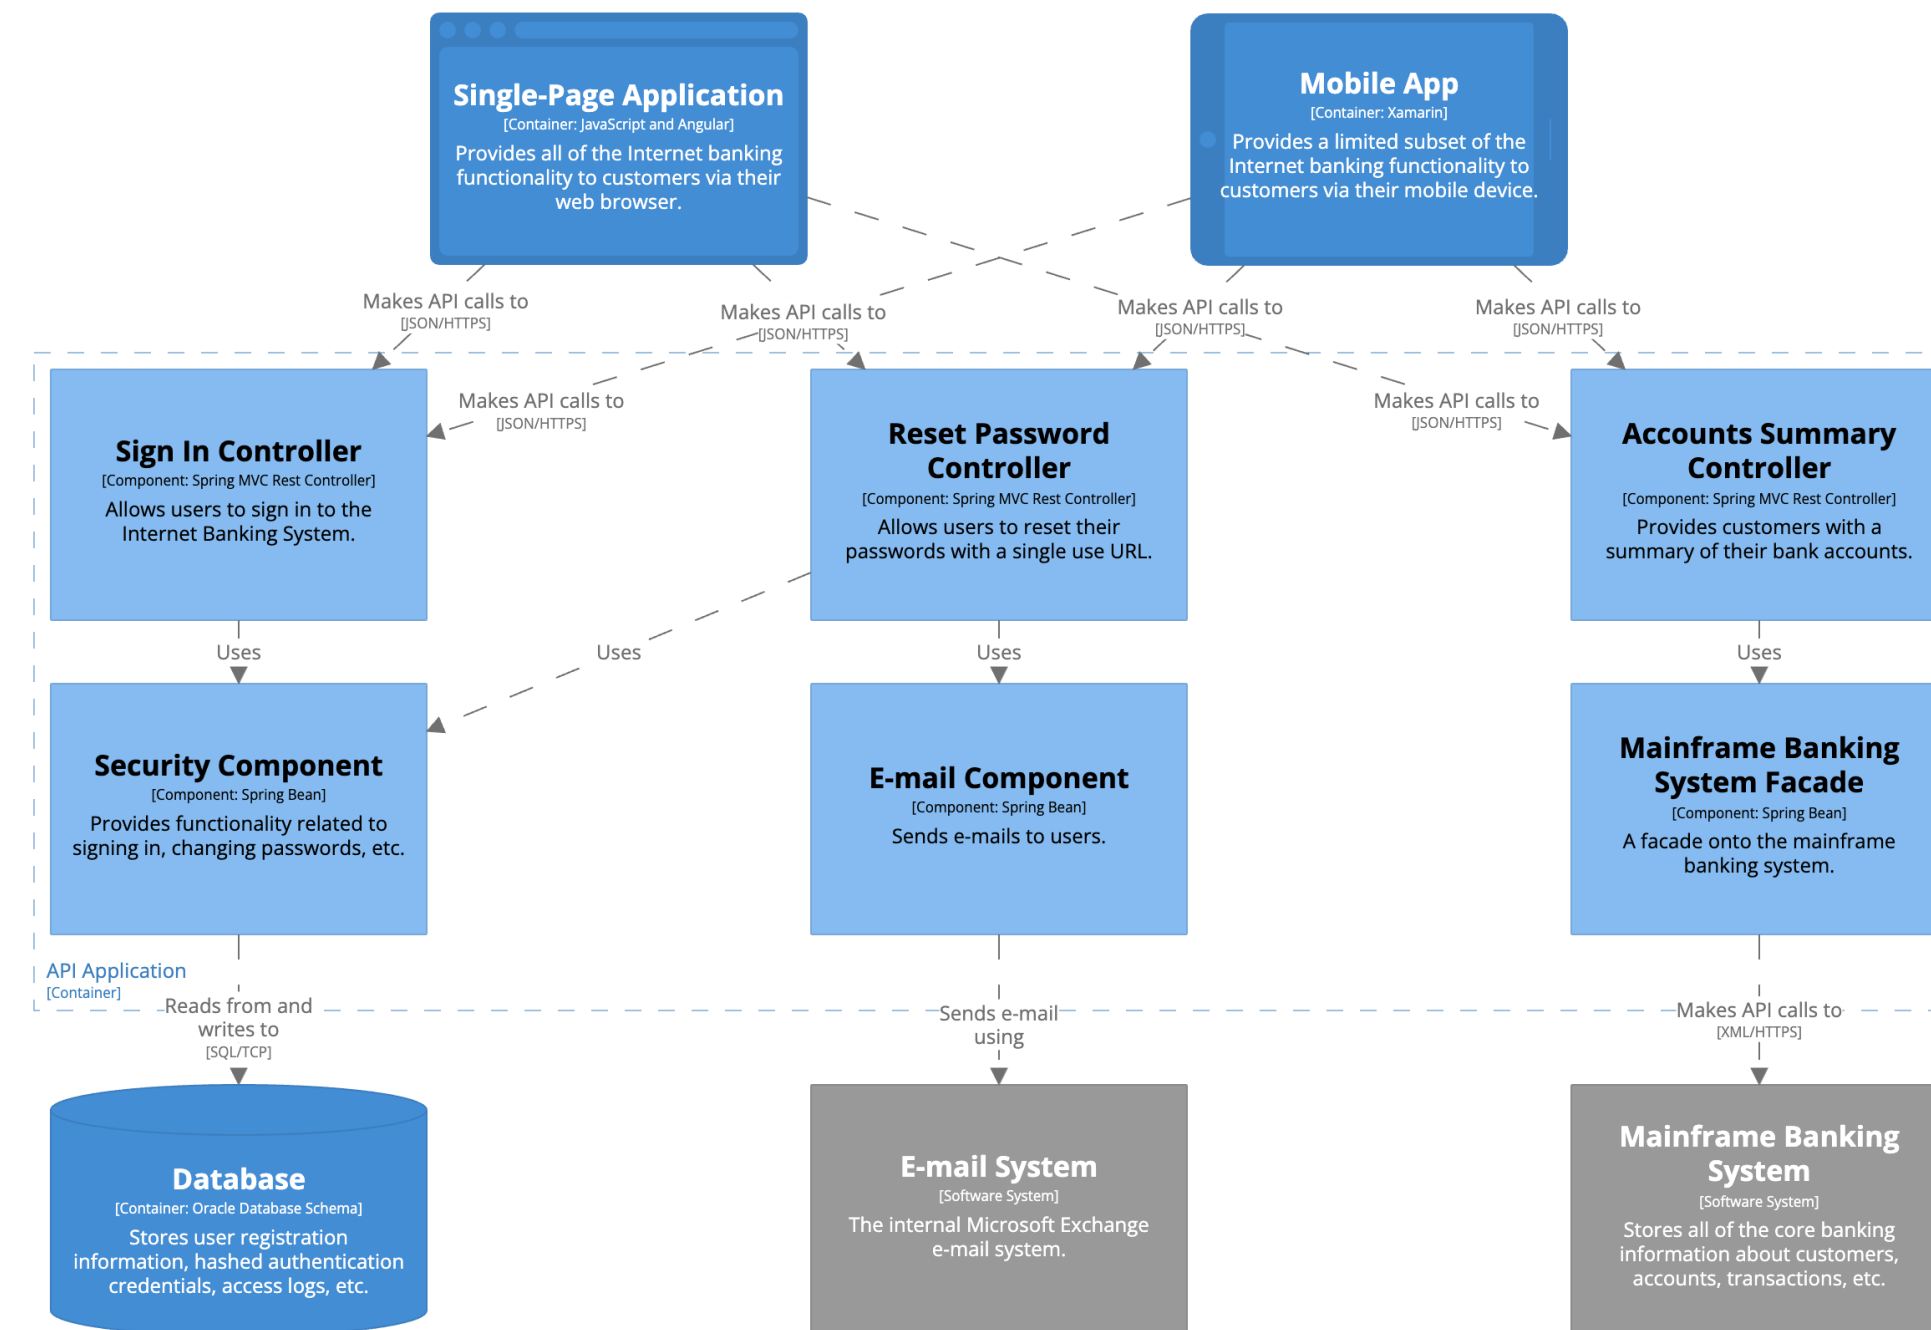 Single-Page Application
[Container: JavaScript and Angular]
Provides all of the Internet banking
functionality to customers via their
web browser.
Mobile App
[Container: Xamarin]
Provides a limited subset of the
Internet banking functionality to
customers via their mobile device.
Makes API calls to
[JSON/HTTPS]
Makes API calls to
[JSON/HTTPS]
Makes API calls to
[JSON/HTTPS]
Makes API calls to
[JSON/HTTPS]
Makes API calls to
[JSON/HTTPS]
Makes API calls to
[JSON/HTTPS]
Sign In Controller
[Component: Spring MVC Rest Controller]
Allows users to sign in to the
Internet Banking System.
Reset Password
Controller
[Component: Spring MVC Rest Controller]
Allows users to reset their
passwords with a single use URL.
Accounts Summary
Controller
[Component: Spring MVC Rest Controller]
Provides customers with a
summary of their bank accounts.
Uses
Uses
Uses
Uses
Security Component
[Component: Spring Bean]
Provides functionality related to
signing in, changing passwords, etc.
E-mail Component
[Component: Spring Bean]
Sends e-mails to users.
Mainframe Banking
System Facade
[Component: Spring Bean]
A facade onto the mainframe
banking system.
API Application
[Container]
Reads from and
writes to
[SQL/TCP]
Sends e-mail
using
Makes API calls to
[XML/HTTPS]
Database
[Container: Oracle Database Schema]
Stores user registration
information, hashed authentication
credentials, access logs, etc.
E-mail System
[Software System]
The internal Microsoft Exchange
e-mail system.
Mainframe Banking
System
[Software System]
Stores all of the core banking
information about customers,
accounts, transactions, etc.